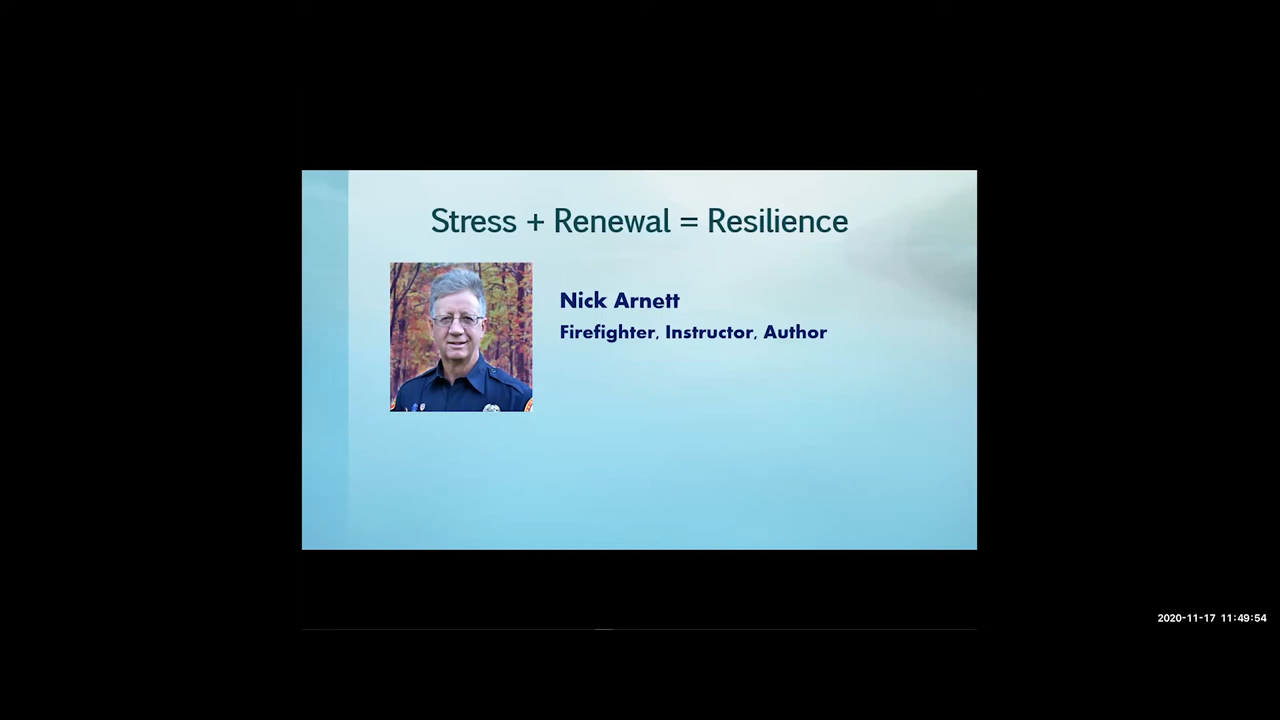 Stress + Renewal = Resilience
Nick Arnett
Firefighter, Instructor, Author
2020-11-17 11:49:54